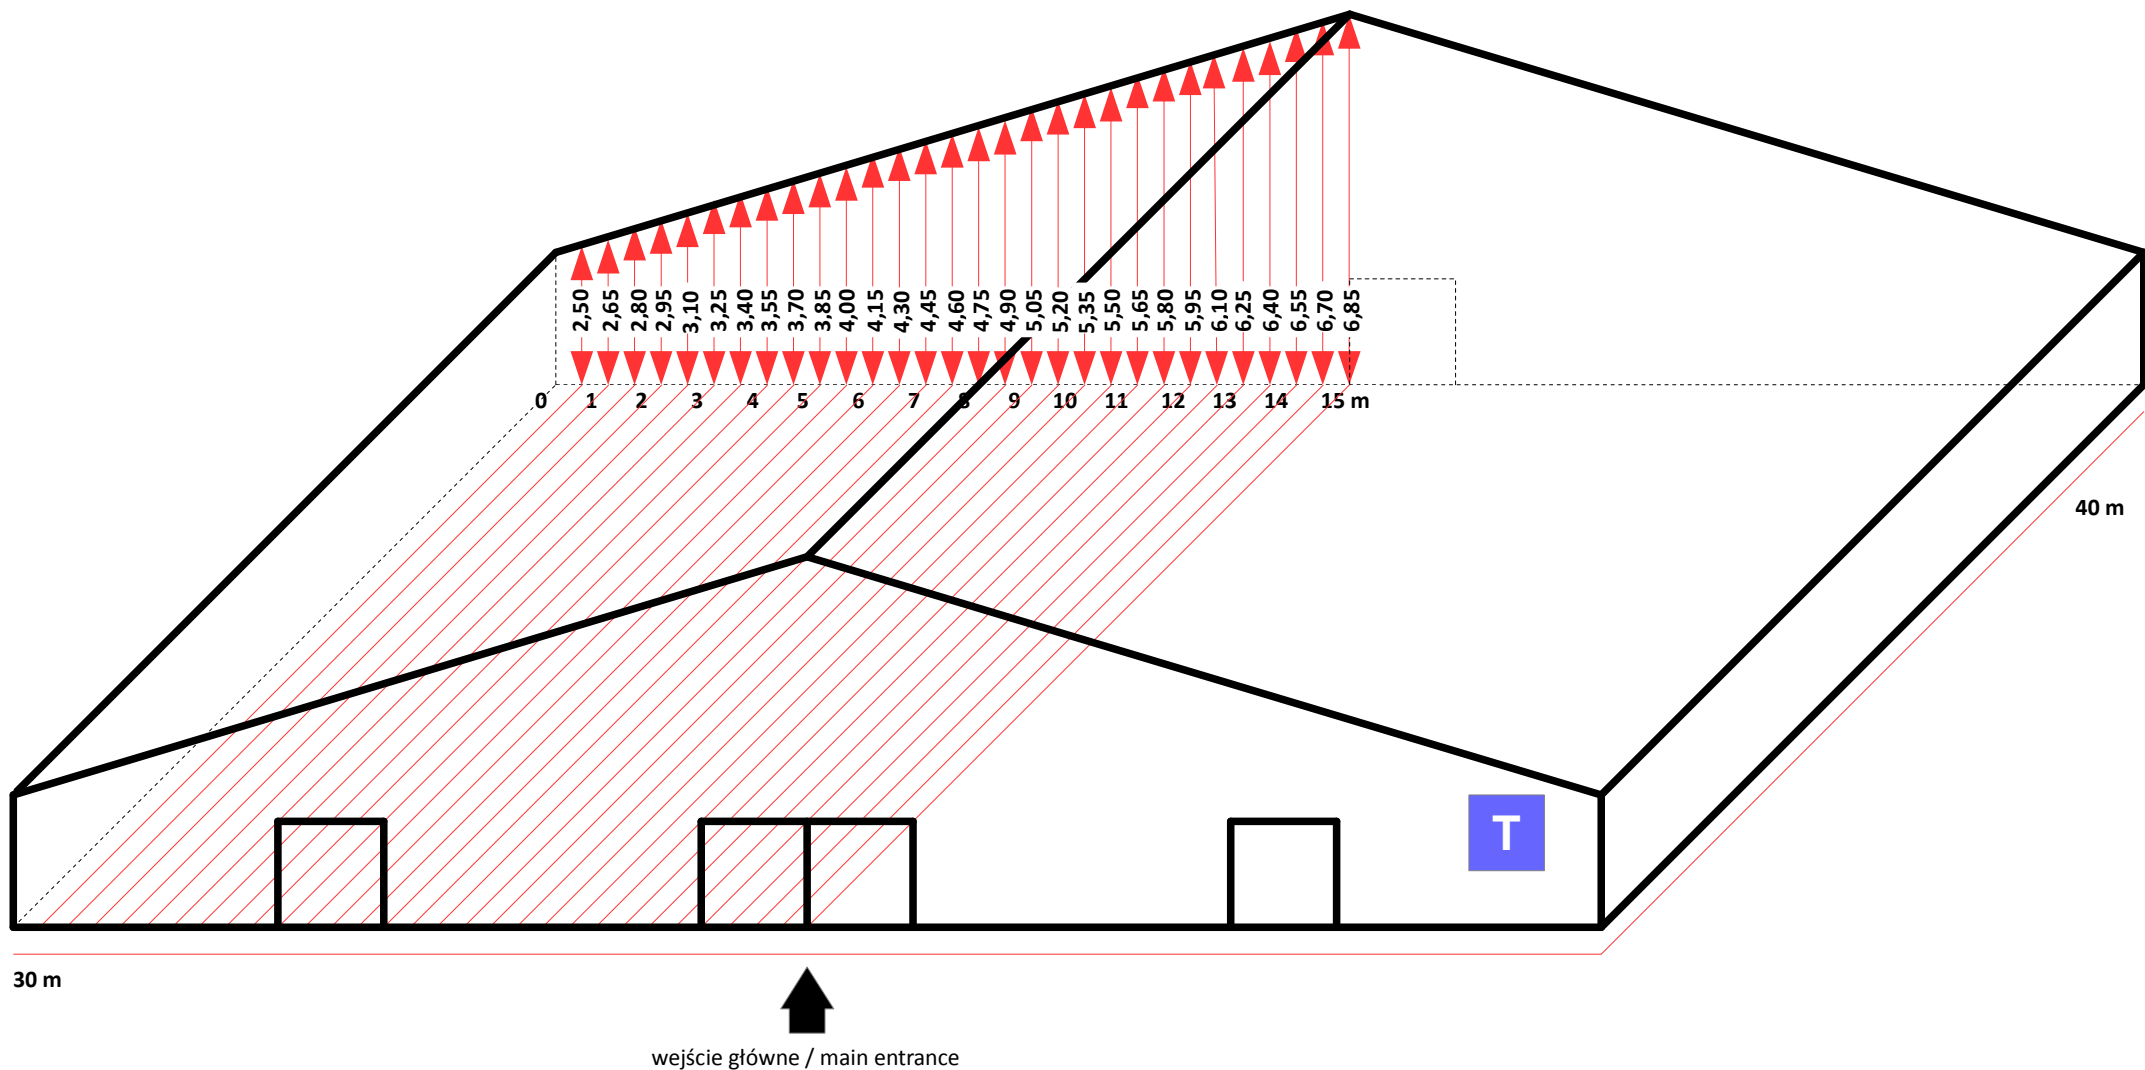 2,50 2,65 2,80 2,95 3,10 3,25 3,40 3,55 3,70 3,85 4,00 4,15 4,30 4,45 4,60 4,75 4,90 5,05 5,20 5,35 5,50 5,65 5,80 5,95 6,10 6,25 6,40 6,55 6,70 6,85
0 1 2 3 4 5 6 7 8 9 10 11 12 13 14 15 m
40 m
T
30 m
wejście główne / main entrance